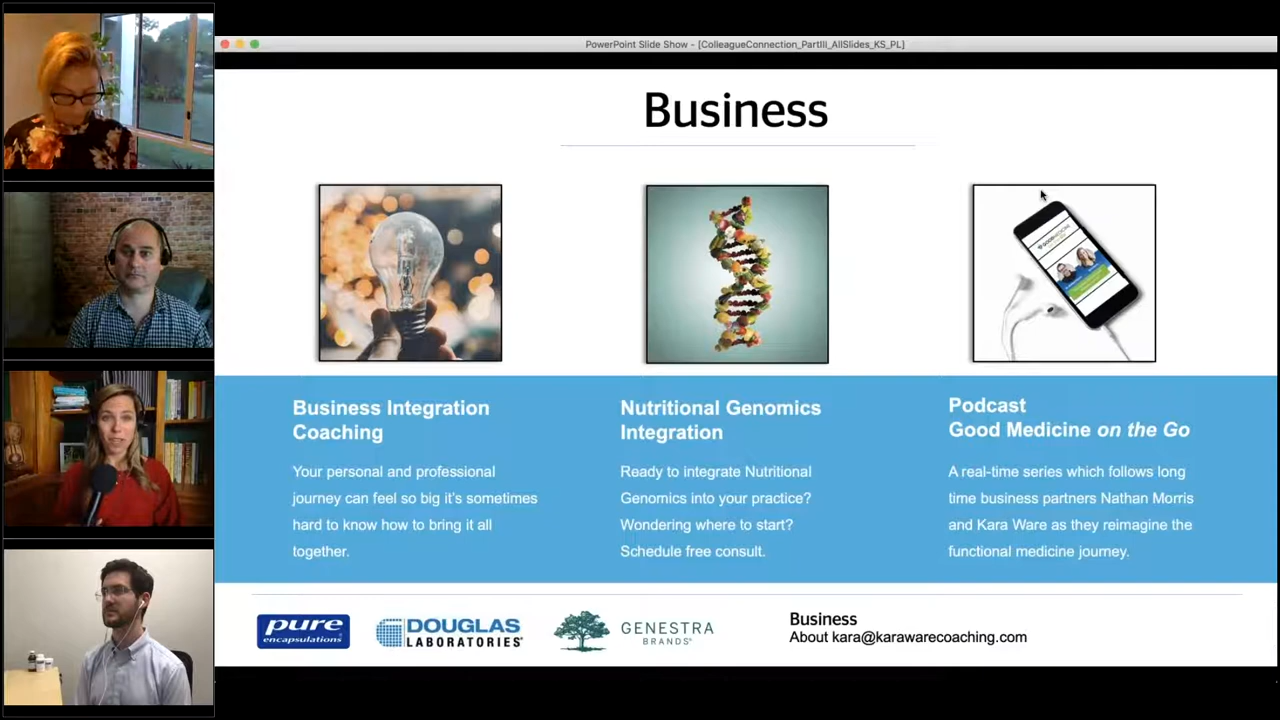 PowerPoint Slide Show - [ColleagueConnection_PartIII_AllSlides_KS_PL]
Business
Business Integration
Coaching
Your personal and professional
journey can feel so big it's sometimes
hard to know how to bring it all
together.
Nutritional Genomics
Integration
Ready to integrate Nutritional
Genomics into your practice?
Wondering where to start?
Schedule free consult.
Podcast
Good Medicine on the Go
A real-time series which follows long
time business partners Nathan Morris
and Kara Ware as they reimagine the
functional medicine journey.
pure
encapsulations
DOUGLAS
LABORATORIES
GENESTRA
BRANDS
Business
About kara@karawarecoaching.com